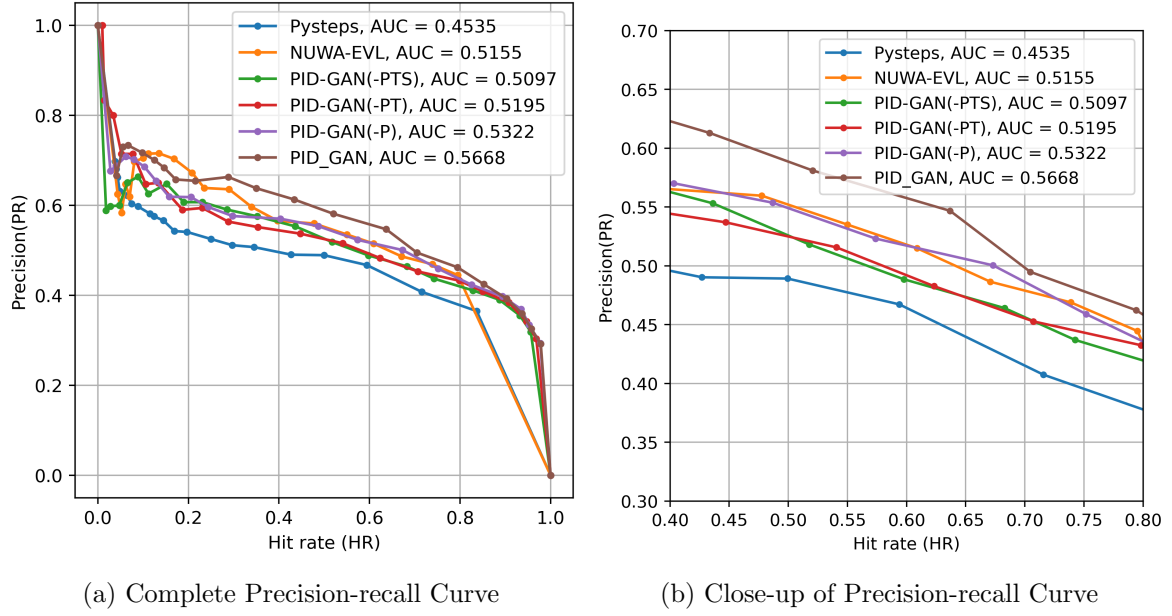 1.0
0.8
0.6
0.4
0.2
0.0
Precision(PR)
Pysteps, AUC = 0.4535
NUWA-EVL, AUC = 0.5155
PID-GAN(-PTS), AUC = 0.5097
PID-GAN(-PT), AUC = 0.5195
PID-GAN(-P), AUC = 0.5322
PID_GAN, AUC = 0.5668
0.0 0.2 0.4 0.6 0.8 1.0
Hit rate (HR)
(a) Complete Precision-recall Curve
0.70
0.65
0.60
0.55
0.50
0.45
0.40
0.35
0.30
Precision(PR)
Pysteps, AUC = 0.4535
NUWA-EVL, AUC = 0.5155
PID-GAN(-PTS), AUC = 0.5097
PID-GAN(-PT), AUC = 0.5195
PID-GAN(-P), AUC = 0.5322
PID_GAN, AUC = 0.5668
0.40 0.45 0.50 0.55 0.60 0.65 0.70 0.75 0.80
Hit rate (HR)
(b) Close-up of Precision-recall Curve